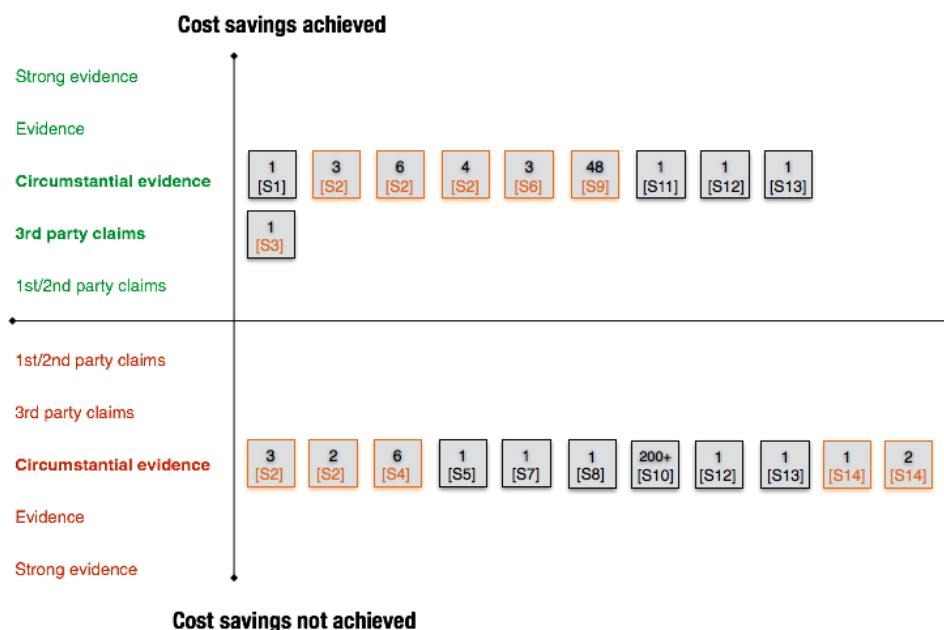 Cost savings achieved
Strong evidence
Evidence
1 3 6 4 3 48 1 1 1
Circumstantial evidence [S1] [S2] [S2] [S2] [S6] [S9] [S11] [S12] [S13]
3rd party claims 1
[S3]
1st/2nd party claims
1st/2nd party claims
3rd party claims
3 2 6 1 1 1 200+ 1 1 1 2
Circumstantial evidence [S2] [S2] [S4] [S5] [S7] [S8] [S10] [S12] [S13] [S14] [S14]
Evidence
Strong evidence
Cost savings not achieved